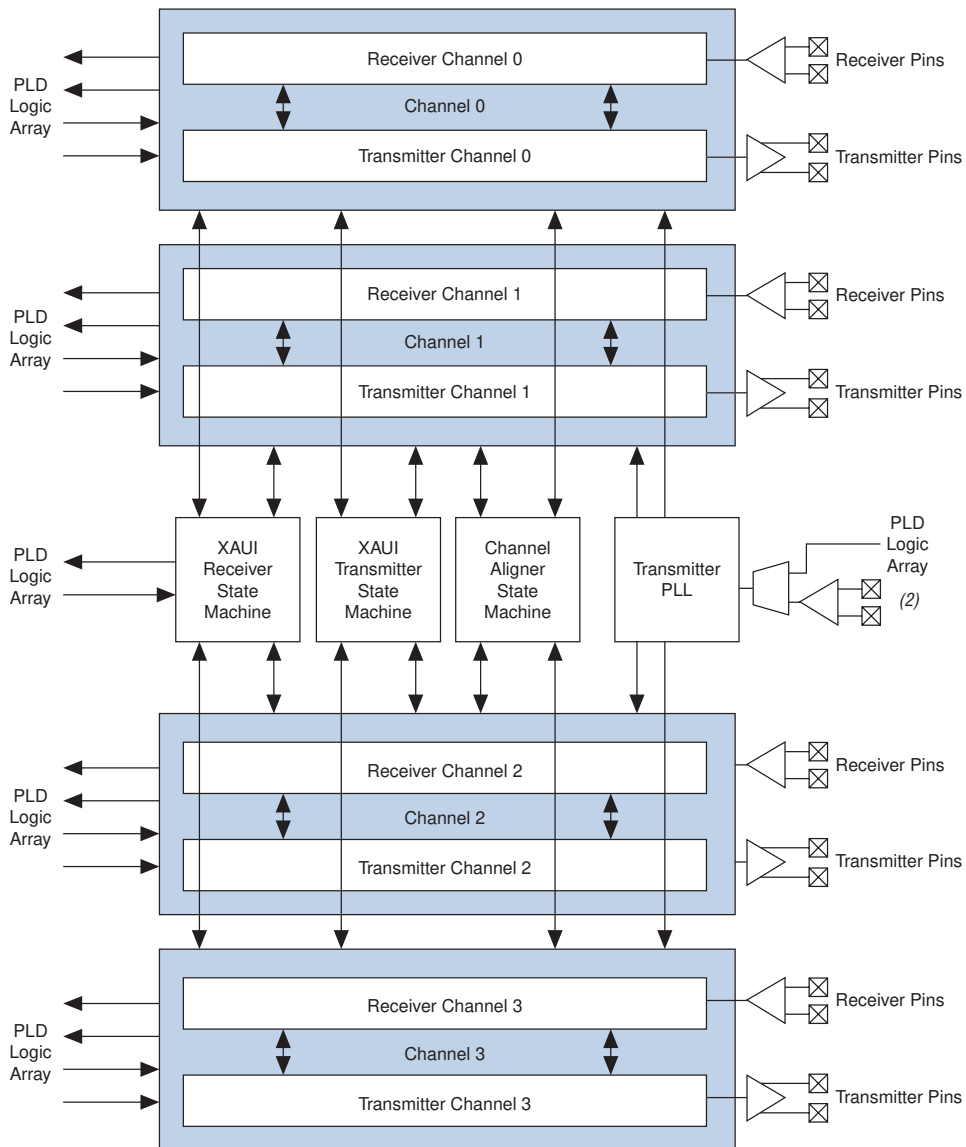 Receiver Channel 0
Receiver Pins
PLD
Logic
Array
Channel 0
Transmitter Channel 0
Transmitter Pins
Receiver Channel 1
Receiver Pins
PLD
Logic
Array
Channel 1
Transmitter Channel 1
Transmitter Pins
PLD
Logic
Array
XAUI
Receiver
State
Machine
XAUI
Transmitter
State
Machine
Channel
Aligner
State
Machine
Transmitter
PLL
PLD
Logic
Array
(2)
Receiver Channel 2
Receiver Pins
PLD
Logic
Array
Channel 2
Transmitter Channel 2
Transmitter Pins
Receiver Channel 3
Receiver Pins
PLD
Logic
Array
Channel 3
Transmitter Channel 3
Transmitter Pins